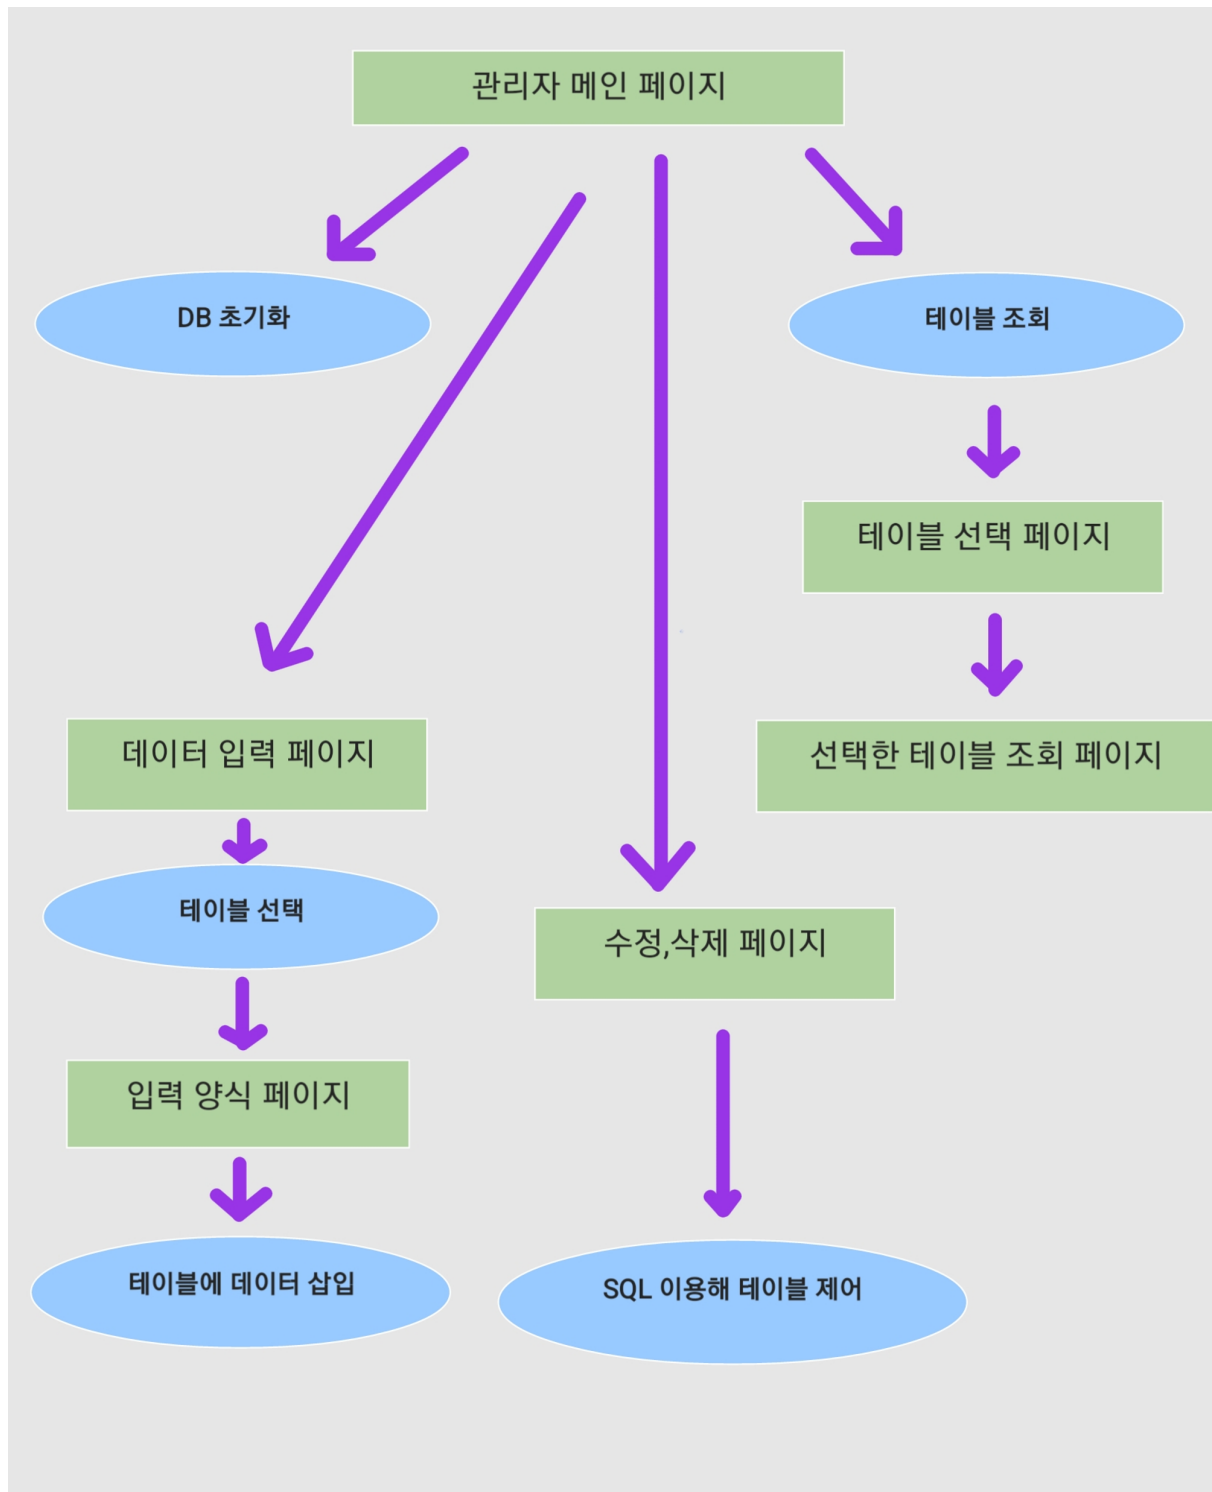 관리자 메인 페이지
DB 초기화
테이블 조회
테이블 선택 페이지
데이터 입력 페이지
선택한 테이블 조회 페이지
테이블 선택
수정,삭제 페이지
입력 양식 페이지
테이블에 데이터 삽입
SQL 이용해 테이블 제어